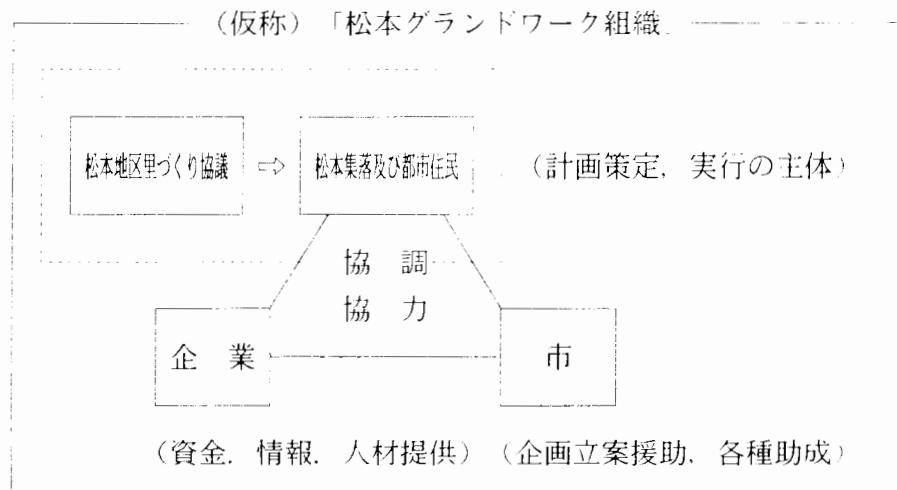 （仮称）「松本グランドワーク組織」
松本地区里づくり協議 ⇨ 松本集落及び都市住民 （計画策定，実行の主体）
協 調
協 力
企 業 市
（資金，情報，人材提供）（企画立案援助，各種助成）